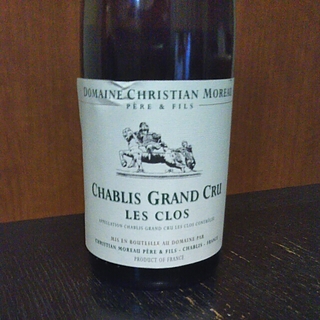 DOMAINE CHRISTIAN MOREAU
PÈRE & FILS
CHABLIS GRAND CRU
LES CLOS
APPELLATION CHABLIS GRAND CRU LES CLOS CONTRÔLÉE
MIS EN BOUTEILLE AU DOMAINE PAR
CHRISTIAN MOREAU PÈRE & FILS - CHABLIS - FRANCE
PRODUCT OF FRANCE